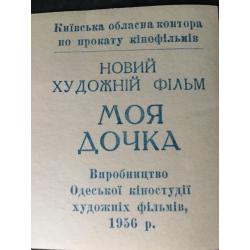 Київська обласна контора
по прокату кінофільмів
НОВИЙ
ХУДОЖНІЙ ФІЛЬМ
МОЯ
ДОЧКА
Виробництво
Одеської кіностудії
художніх фільмів,
1956 р.